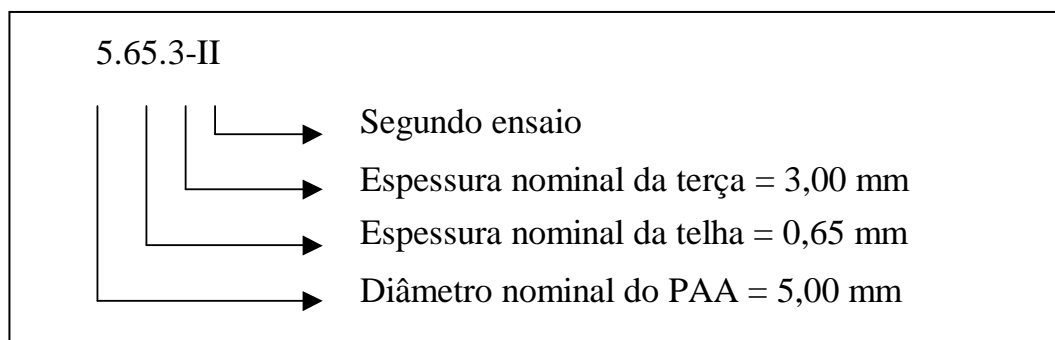 5.65.3-II
Segundo ensaio
Espessura nominal da terça = 3,00 mm
Espessura nominal da telha = 0,65 mm
Diâmetro nominal do PAA = 5,00 mm